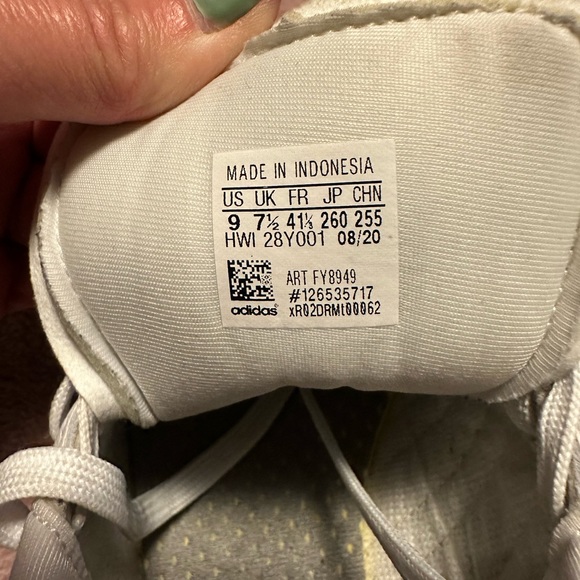 MADE IN INDONESIA
US UK FR JP CHN
9 7½ 41⅓ 260 255
HWI 28Y001 08/20
ART FY8949
#126535717
adidas® xR02DRMt00062